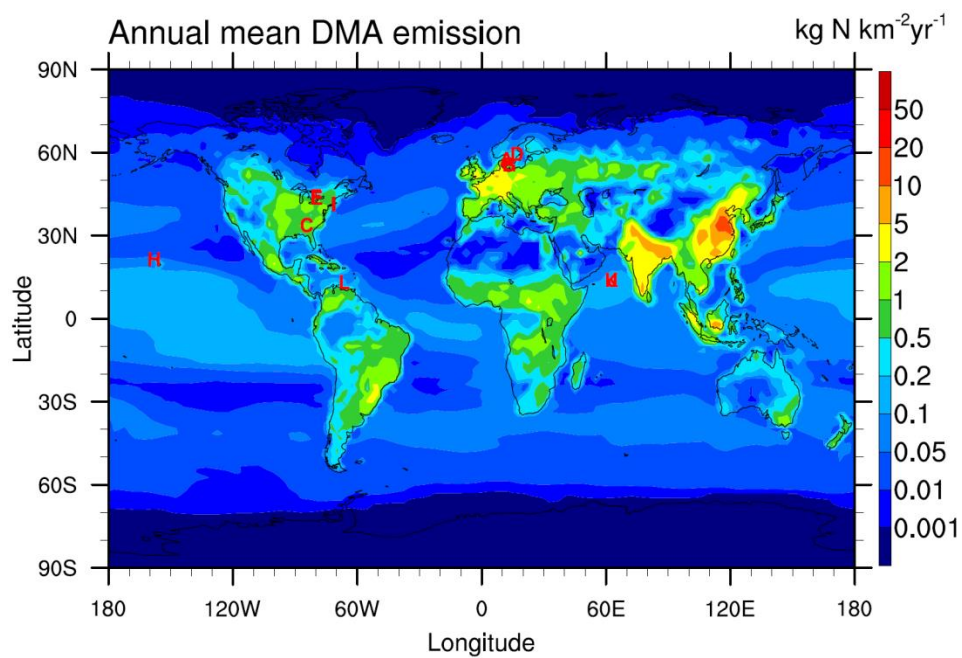 Annual mean DMA emission
kg N km⁻²yr⁻¹
90N
60N
30N
0
30S
60S
90S
Latitude
180
120W
60W
0
60E
120E
180
Longitude
50
20
10
5
2
1
0.5
0.2
0.1
0.05
0.01
0.001
D
E
I
C
H
L